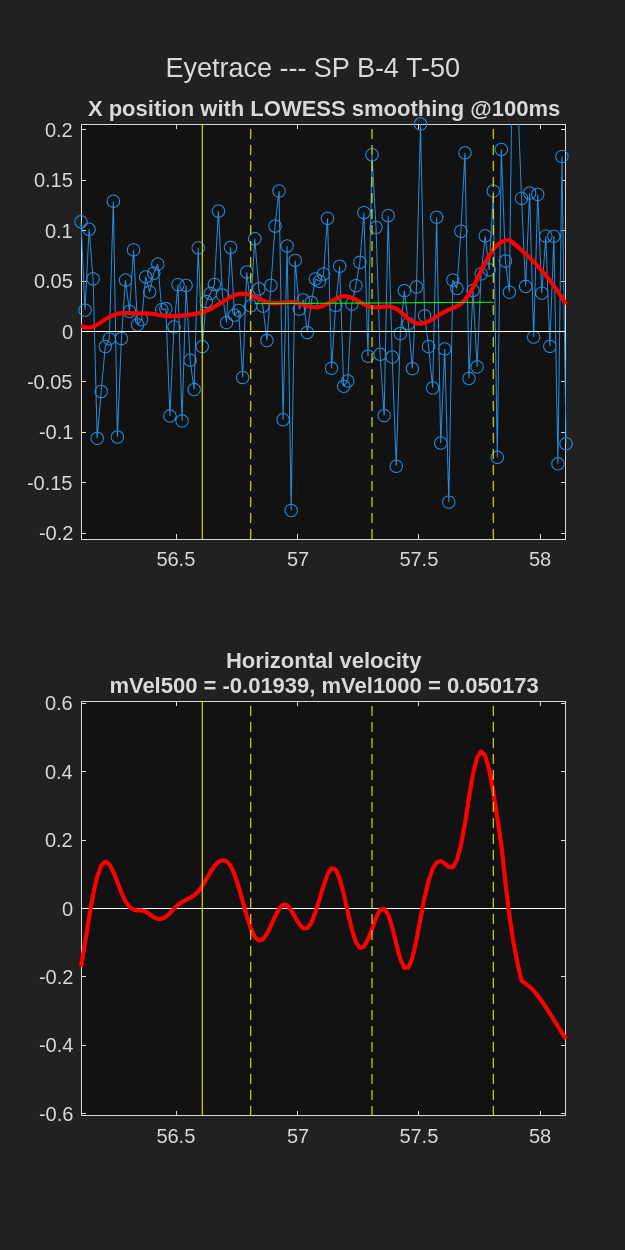 Eyetrace --- SP B-4 T-50
X position with LOWESS smoothing @100ms
0.2
0.15
0.1
0.05
0
-0.05
-0.1
-0.15
-0.2
56.5 57 57.5 58
Horizontal velocity
mVel500 = -0.01939, mVel1000 = 0.050173
0.6
0.4
0.2
0
-0.2
-0.4
-0.6
56.5 57 57.5 58